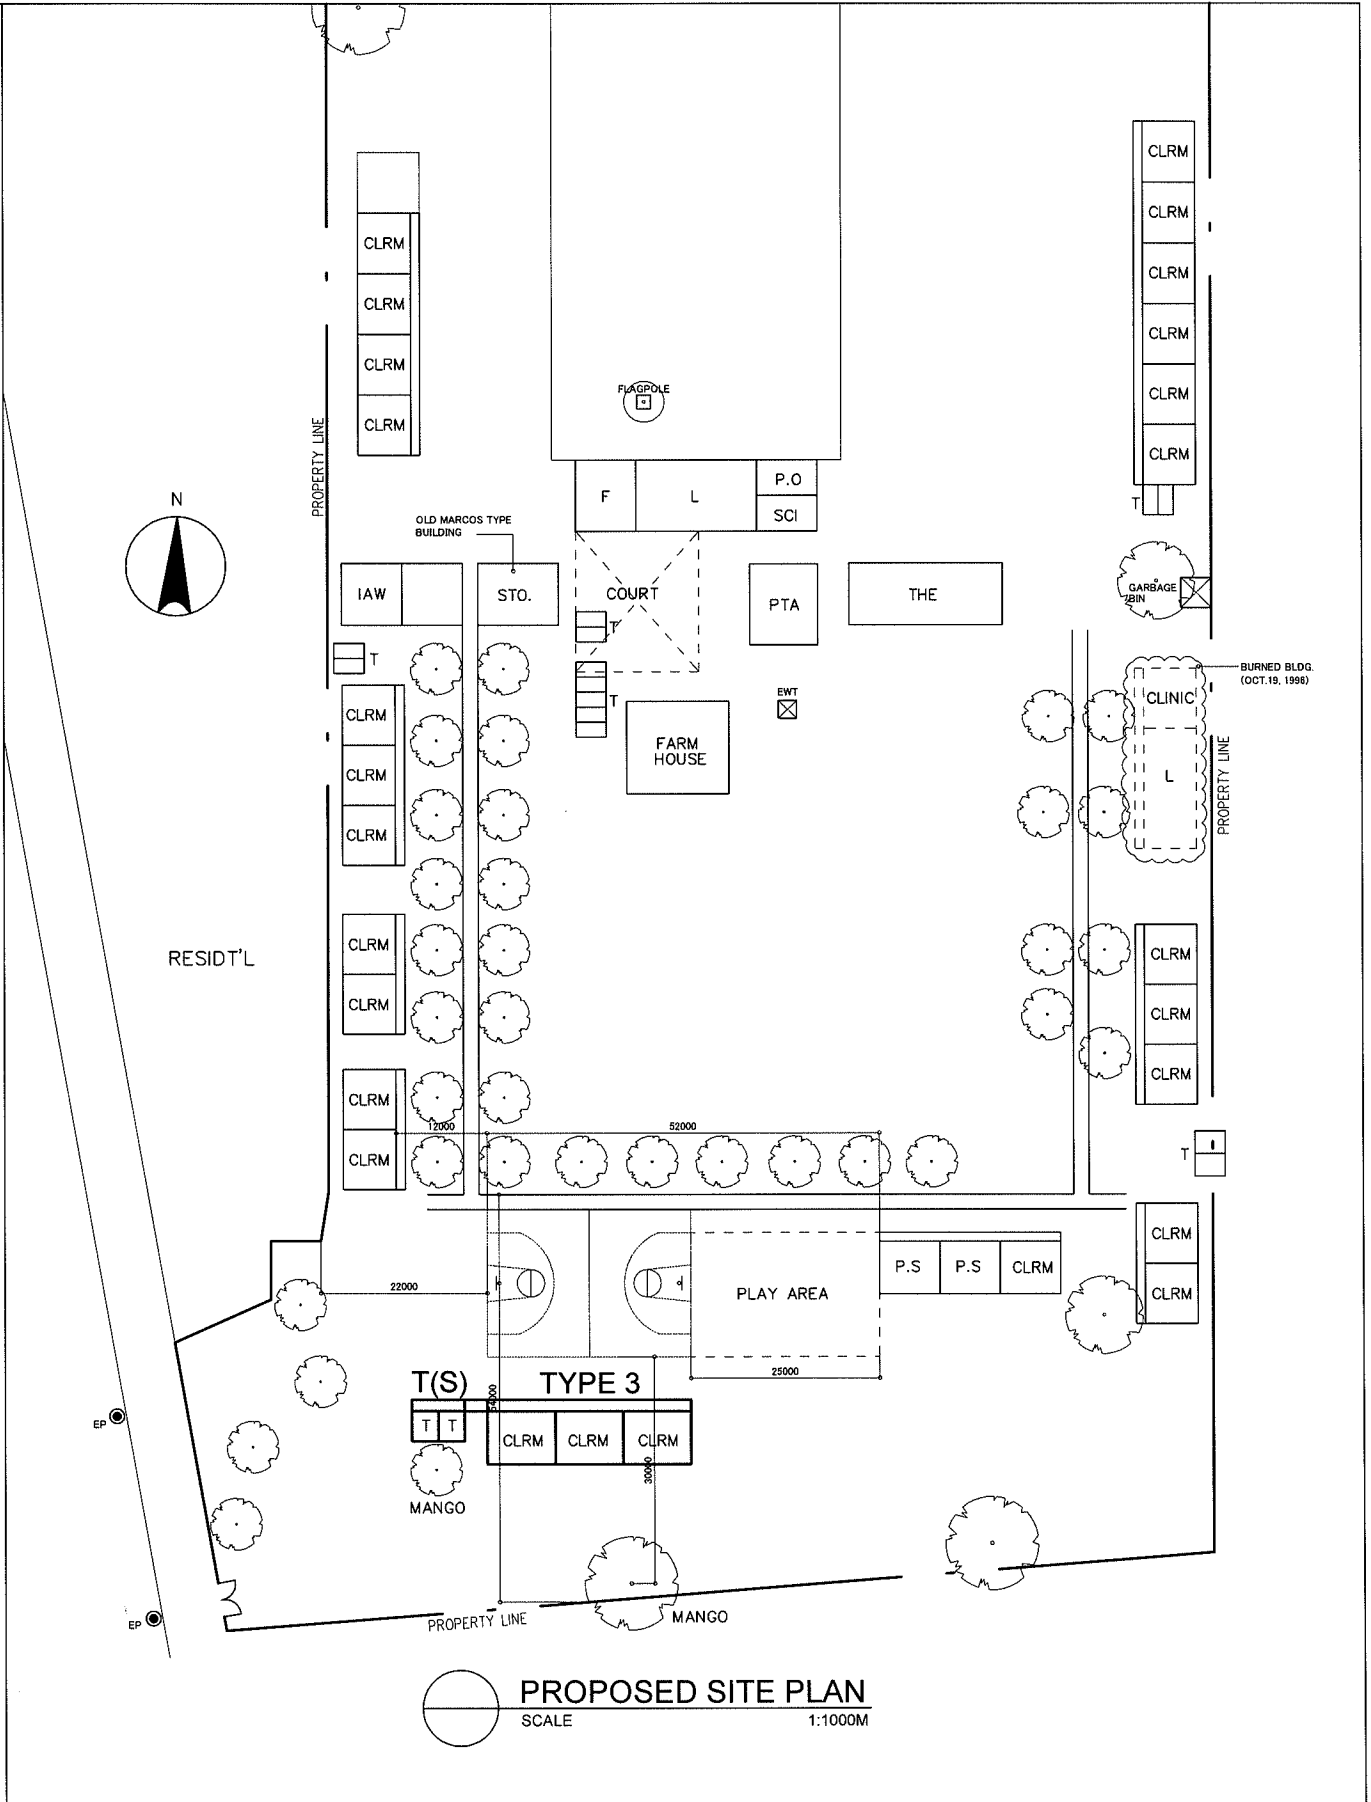 CLRM
CLRM
CLRM
CLRM
CLRM
CLRM
CLRM
CLRM
CLRM
CLRM
T
PROPERTY LINE
FLAGPOLE
F
L
P.O
SCI
N
OLD MARCOS TYPE
BUILDING
IAW
STO.
COURT
T
T
PTA
THE
GARBAGE
BIN
T
EWT
FARM
HOUSE
BURNED BLDG.
(OCT.19, 1998)
CLINIC
L
PROPERTY LINE
CLRM
CLRM
CLRM
CLRM
CLRM
RESIDT'L
CLRM
CLRM
CLRM
CLRM
CLRM
12000
52000
T
CLRM
CLRM
22000
PLAY AREA
P.S
P.S
CLRM
25000
54000
30000
T(S)
TYPE 3
T
T
CLRM
CLRM
CLRM
MANGO
EP
EP
PROPERTY LINE
MANGO
PROPOSED SITE PLAN
SCALE
1:1000M